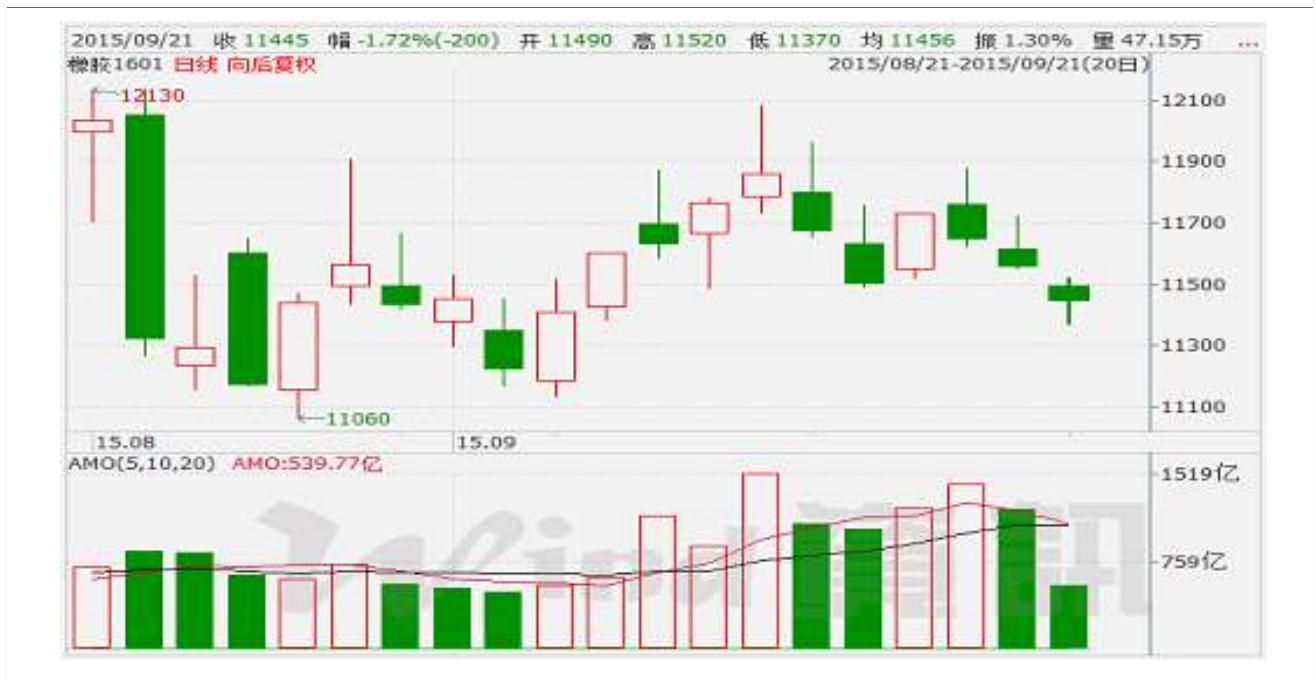 2015/09/21 收 11445 幅 -1.72%(-200) 开 11490 高 11520 低 11370 均 11456 振 1.30% 量 47.15万 ...
橡胶1601 日线 向后复权 2015/08/21-2015/09/21(20日)
12130
12100
11900
11700
11500
11300
11100
11060
15.08 15.09
AMO(5,10,20) AMO:539.77亿
1519亿
759亿
Wind 資訊